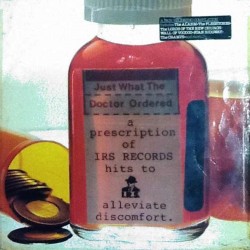 Just What The
Doctor Ordered
a
prescription
of
IRS RECORDS
hits to
alleviate
discomfort.